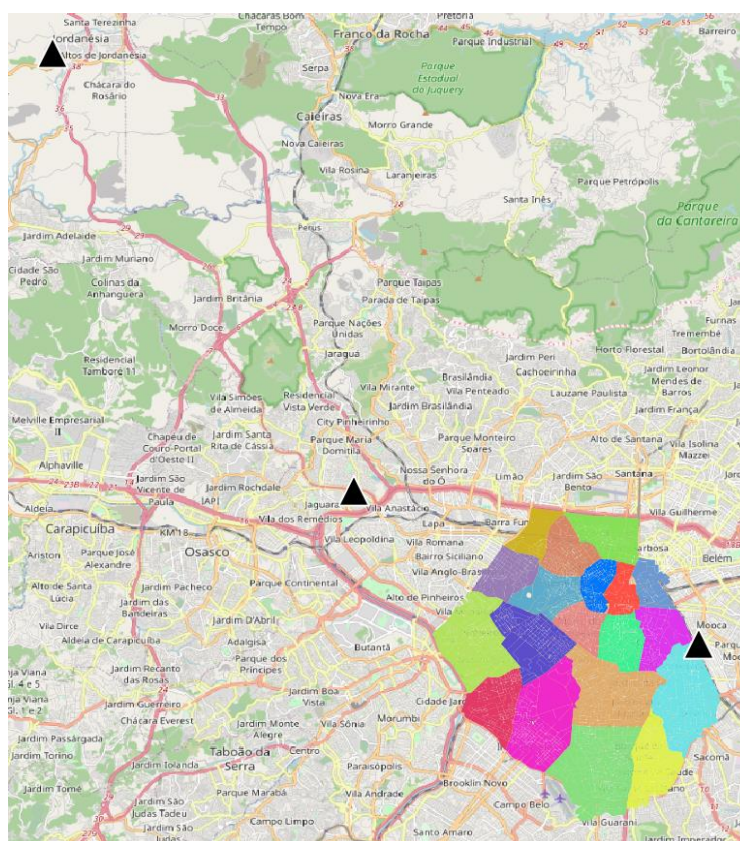 Santa Terezinha
Jordanésia
Altos de Jordanésia
Chácara do
Rosário
Chácaras Bom
Tempo
Pretoria
Franco da Rocha
Parque Industrial
Barreiro
Serpa
Parque
Estadual
do Juquery
Nova Era
Caieiras
Morro Grande
Nova Caieiras
Vila Rosina
Laranjeiras
Santa Inês
Parque Petrópolis
Parque
da Cantareira
Perus
Jardim Adelaide
Jardim Muriano
Cidade São
Pedro
Colinas da
Anhanguera
Jardim Britânia
Parque Taipas
Parada de Taipas
Morro Doce
Parque Nações
Unidas
Jaraguá
Furnas
Tremembé
Horto Florestal
Bortolândia
Residencial
Tamboré 11
Jardim Peri
Cachoeirinha
Jardim Leonor
Mendes de
Barros
Vila Mirante
Brasilândia
Vila Penteado
Lauzane Paulista
Vila Simões
de Almeida
Residencial
Vista Verde
Jardim Brasilândia
Jardim França
Melville Empresarial
II
City Pinheirinho
Chapéu de
Couro-Portal
d'Oeste II
Jardim Santa
Rita de Cássia
Parque Maria
Domitila
Parque Monteiro
Soares
Alto de Santana
Vila Isolina
Mazzei
Alphaville
Nossa Senhora
do Ó
Limão
Jardim São
Bento
Santana
Jardim São
Vicente de
Paula
Jardim Rochdale
IAPI
Jaguara
Vila Anastácio
Vila Guilherme
Aldeia
Carapicuíba
KM 18
Vila dos Remédios
Lapa
Barra Fun
Osasco
Vila Leopoldina
Vila Romana
Bairro Siciliano
arbosa
Belém
Ariston
Parque José
Alexandre
Vila Anglo-Bras
Alto de Santa
Lúcia
Jardim Pacheco
Parque Continental
Alto de Pinheiros
Jardim das
Bandeiras
Vila Dirce
Jardim D'Abril
Mooca
Aldeia de Carapicuíba
Adalgisa
Butantã
Jardim Recanto
das Rosas
Parque dos
Príncipes
Jardim Guerreiro
Jardim Boa
Vista
Cidade Jar
Chácara Everest
Vila Sônia
Morumbi
Jardim Monte
Alegre
Jardim Passárgada
Taboão da
Serra
Centro
Paraisópolis
Sacomã
Jardim Torino
Jardim Iolanda
Brooklin Novo
Jardim Tomé
Jardim São
Judas Tadeu
Parque Marabá
Vila Andrade
Campo Belo
Campo Limpo
Santo Amaro
Vila Guarani
Jardim Imperador